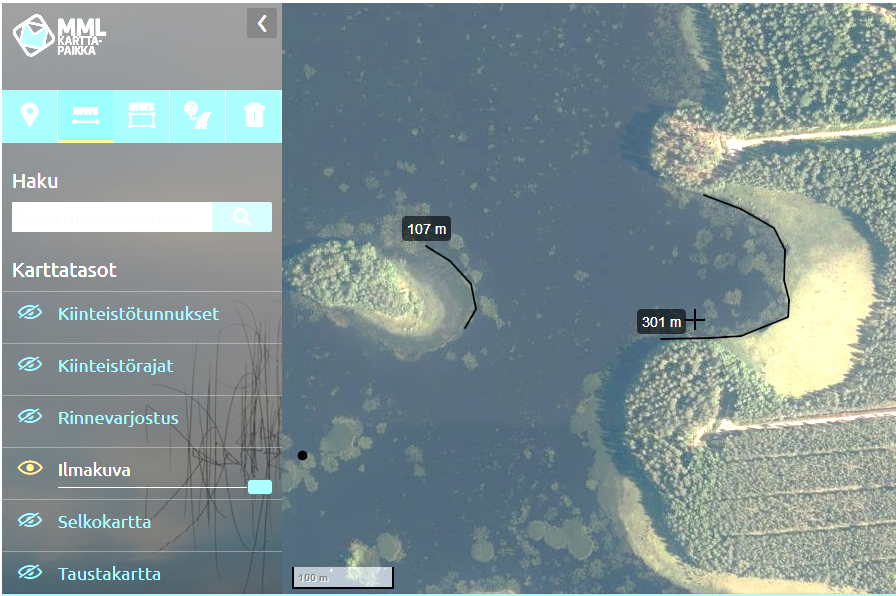 MML
KARTTA-
PAIKKA
Haku
Karttatasot
Kiinteistötunnukset
Kiinteistörajat
Rinnevarjostus
Ilmakuva
Selkokartta
Taustakartta
107 m
301 m
100 m